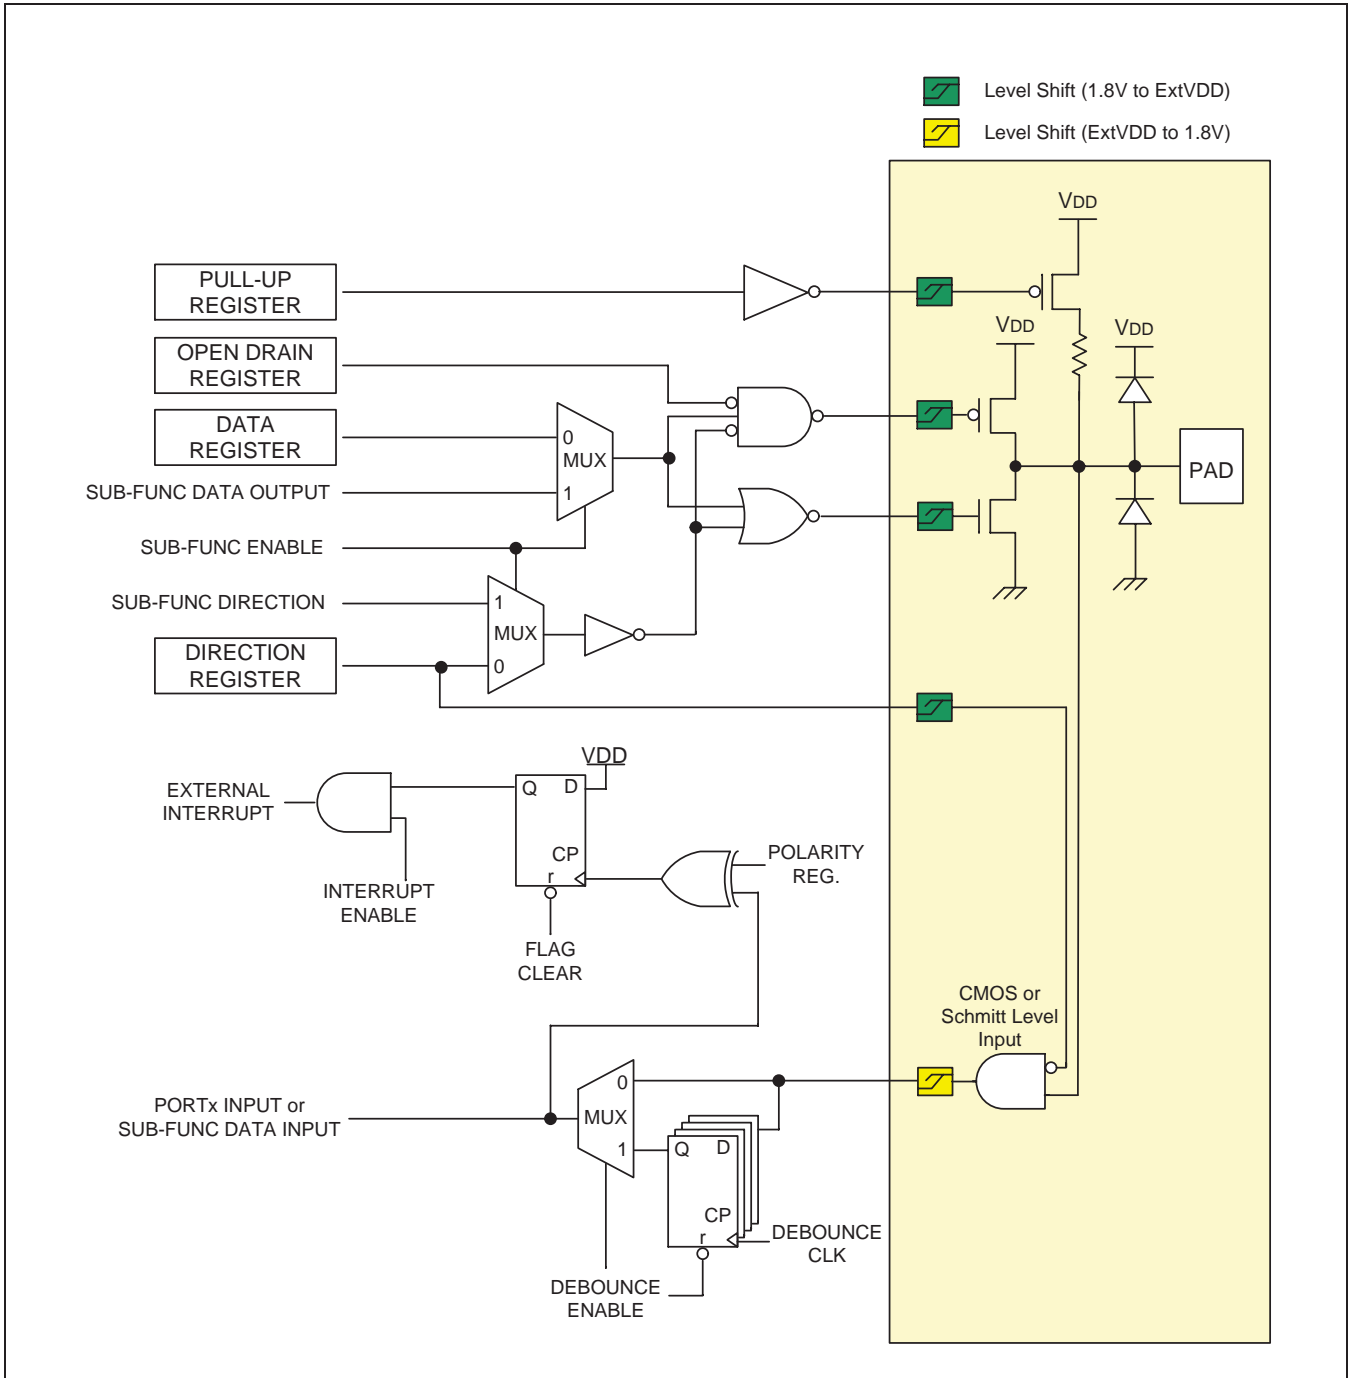 Level Shift (1.8V to ExtVDD)
Level Shift (ExtVDD to 1.8V)
VDD
PULL-UP
REGISTER
VDD
VDD
OPEN DRAIN
REGISTER
DATA
REGISTER
0
MUX
1
PAD
SUB-FUNC DATA OUTPUT
SUB-FUNC ENABLE
SUB-FUNC DIRECTION
1
MUX
0
DIRECTION
REGISTER
VDD
Q D
CP
r
EXTERNAL
INTERRUPT
INTERRUPT
ENABLE
FLAG
CLEAR
POLARITY
REG.
CMOS or
Schmitt Level
Input
PORTx INPUT or
SUB-FUNC DATA INPUT
0
MUX
1
Q D
CP
r
DEBOUNCE
CLK
DEBOUNCE
ENABLE